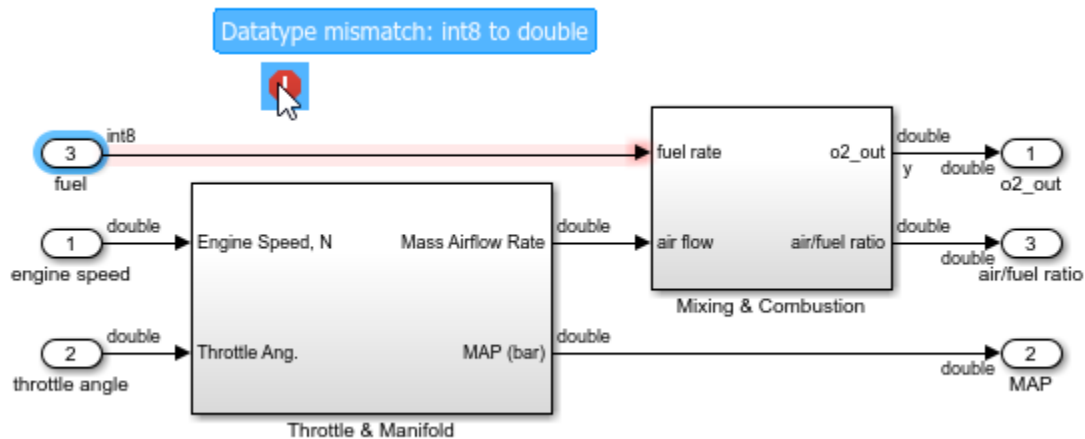 Datatype mismatch: int8 to double
int8
3
fuel
fuel rate
o2_out
double
y
double
1
o2_out
double
1
engine speed
Engine Speed, N
Mass Airflow Rate
double
air flow
air/fuel ratio
double
double
3
air/fuel ratio
Mixing & Combustion
double
2
throttle angle
Throttle Ang.
MAP (bar)
double
double
2
MAP
Throttle & Manifold